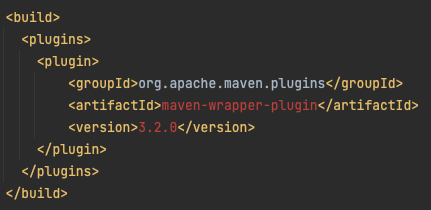 <build>
<plugins>
<plugin>
<groupId>org.apache.maven.plugins</groupId>
<artifactId>maven-wrapper-plugin</artifactId>
<version>3.2.0</version>
</plugin>
</plugins>
</build>